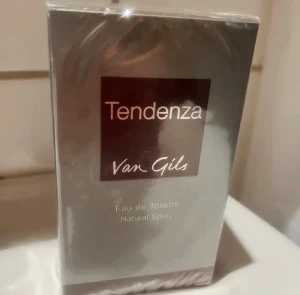 Tendenza
Van Gils
Eau de Toilette
Natural Spray